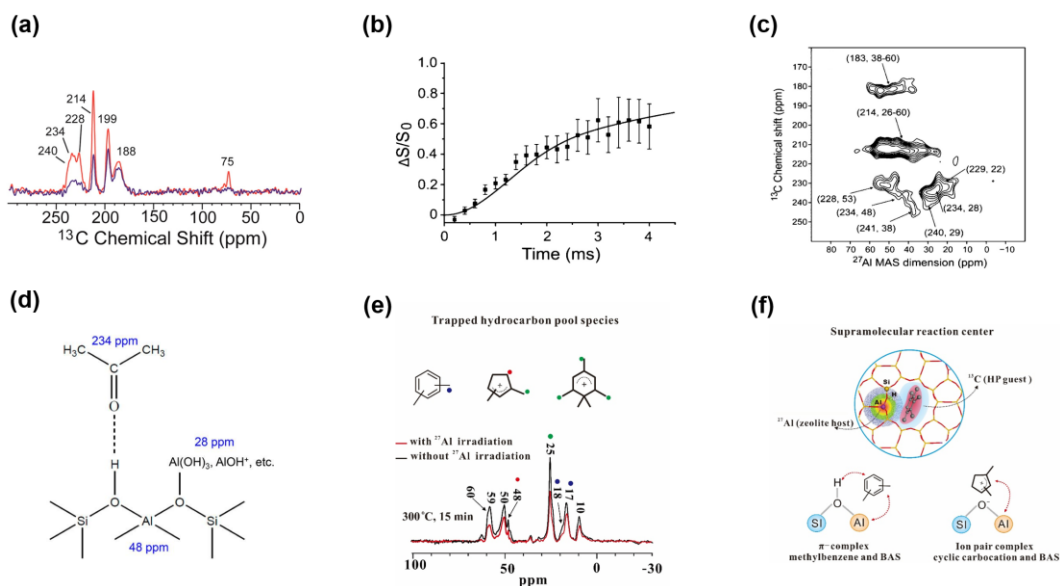 (a)
214
228
234
240
199
188
75
250 200 150 100 50 0
13C Chemical Shift (ppm)
(b)
ΔS/S0
0.8
0.6
0.4
0.2
0
0 1 2 3 4
Time (ms)
(c)
13C Chemical shift (ppm)
170
180
190
200
210
220
230
240
250
(183, 38-60)
(214, 26-60)
(229, 22)
(228, 53)
(234, 48)
(234, 28)
(241, 38)
(240, 29)
80 70 60 50 40 30 20 10 0 −10
27Al MAS dimension (ppm)
(d)
234 ppm
H3C CH3
O
28 ppm
H Al(OH)3, AlOH+, etc.
O O
Si Al Si
48 ppm
(e)
Trapped hydrocarbon pool species
+ +
with 27Al irradiation
without 27Al irradiation
300°C, 15 min
60 59 50 48 25 18 17 10
100 50 0 -30
ppm
(f)
Supramolecular reaction center
Si
H
Al
13C (HP guest)
27Al (zeolite host)
H
O O
SI Al SI Al
π−complex
methylbenzene and BAS
Ion pair complex
cyclic carbocation and BAS